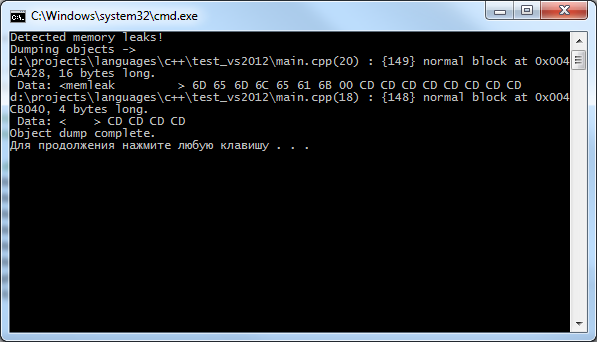 C:\Windows\system32\cmd.exe
Detected memory leaks!
Dumping objects ->
d:\projects\languages\c++\test_vs2012\main.cpp(20) : {149} normal block at 0x004
CA428, 16 bytes long.
 Data: <memleak         > 6D 65 6D 6C 65 61 6B 00 CD CD CD CD CD CD CD CD
d:\projects\languages\c++\test_vs2012\main.cpp(18) : {148} normal block at 0x004
CB040, 4 bytes long.
 Data: <    > CD CD CD CD
Object dump complete.
Для продолжения нажмите любую клавишу . . .